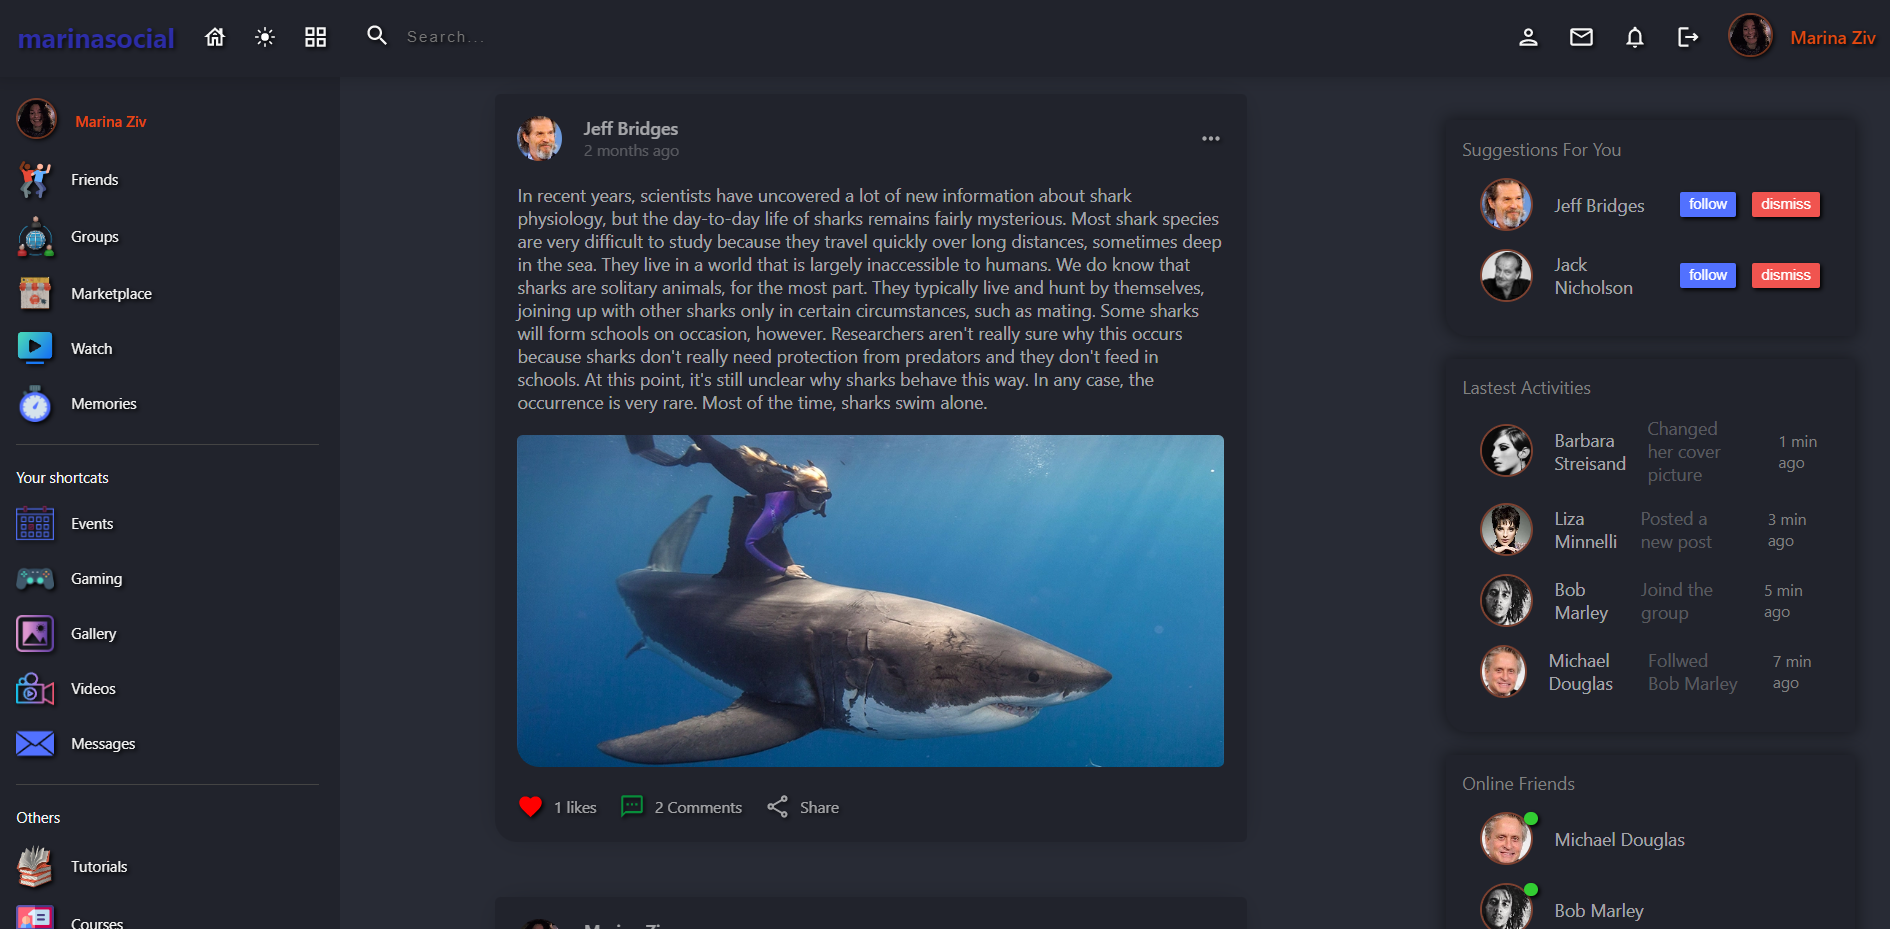 marinasocial
Search...
Marina Ziv
Marina Ziv
Friends
Groups
Marketplace
Watch
Memories
Your shortcats
Events
Gaming
Gallery
Videos
Messages
Others
Tutorials
Courses
Jeff Bridges
2 months ago
In recent years, scientists have uncovered a lot of new information about shark
physiology, but the day-to-day life of sharks remains fairly mysterious. Most shark species
are very difficult to study because they travel quickly over long distances, sometimes deep
in the sea. They live in a world that is largely inaccessible to humans. We do know that
sharks are solitary animals, for the most part. They typically live and hunt by themselves,
joining up with other sharks only in certain circumstances, such as mating. Some sharks
will form schools on occasion, however. Researchers aren't really sure why this occurs
because sharks don't really need protection from predators and they don't feed in
schools. At this point, it's still unclear why sharks behave this way. In any case, the
occurrence is very rare. Most of the time, sharks swim alone.
1 likes
2 Comments
Share
Marina Ziv
Suggestions For You
Jeff Bridges
follow
dismiss
Jack
Nicholson
follow
dismiss
Lastest Activities
Barbara
Streisand
Changed
her cover
picture
1 min
ago
Liza
Minnelli
Posted a
new post
3 min
ago
Bob
Marley
Joind the
group
5 min
ago
Michael
Douglas
Follwed
Bob Marley
7 min
ago
Online Friends
Michael Douglas
Bob Marley